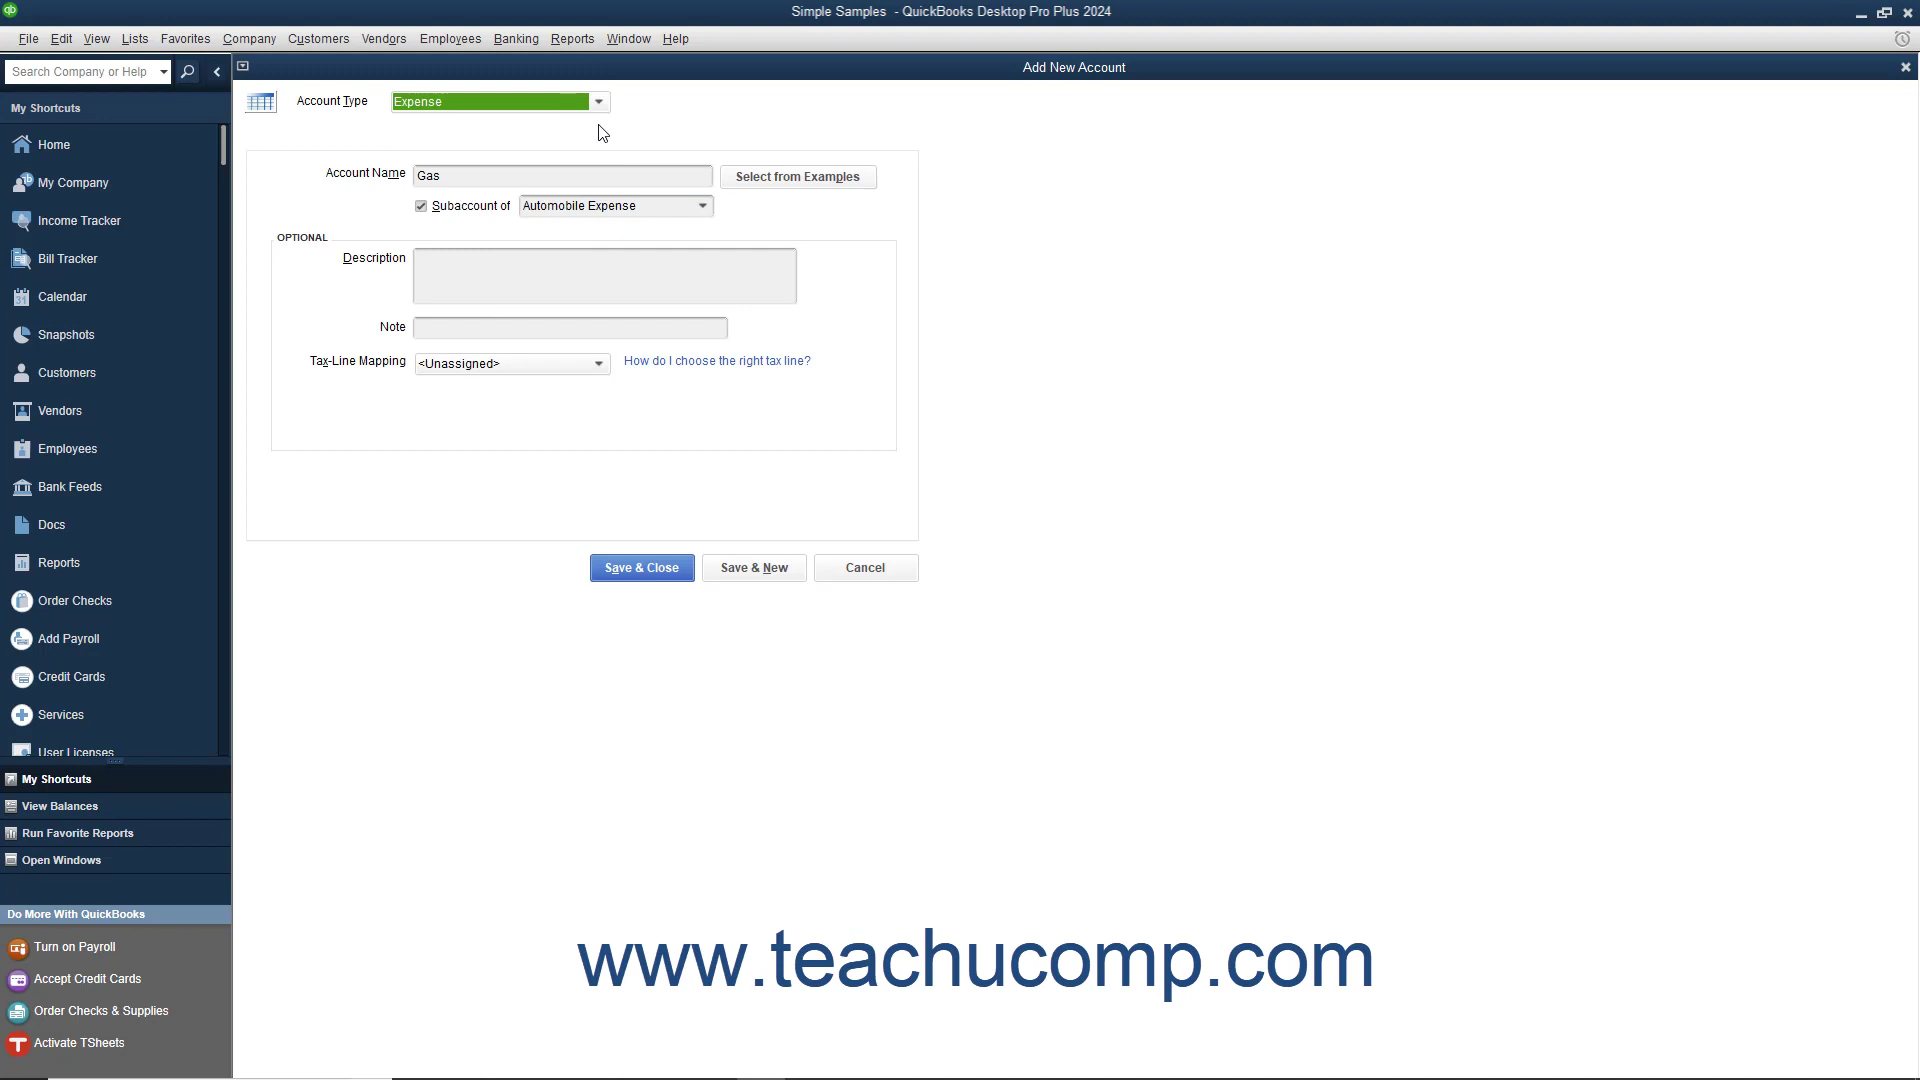 Simple Samples - QuickBooks Desktop Pro Plus 2024
File Edit View Lists Favorites Company Customers Vendors Employees Banking Reports Window Help
Search Company or Help
Add New Account
My Shortcuts
Account Type Expense
Home
My Company
Income Tracker
Bill Tracker
Calendar
Snapshots
Customers
Vendors
Employees
Bank Feeds
Docs
Reports
Order Checks
Add Payroll
Credit Cards
Services
User Licenses
Account Name Gas Select from Examples
Subaccount of Automobile Expense
OPTIONAL
Description
Note
Tax-Line Mapping <Unassigned> How do I choose the right tax line?
Save & Close Save & New Cancel
My Shortcuts
View Balances
Run Favorite Reports
Open Windows
Do More With QuickBooks
Turn on Payroll
Accept Credit Cards
Order Checks & Supplies
Activate TSheets
www.teachucomp.com